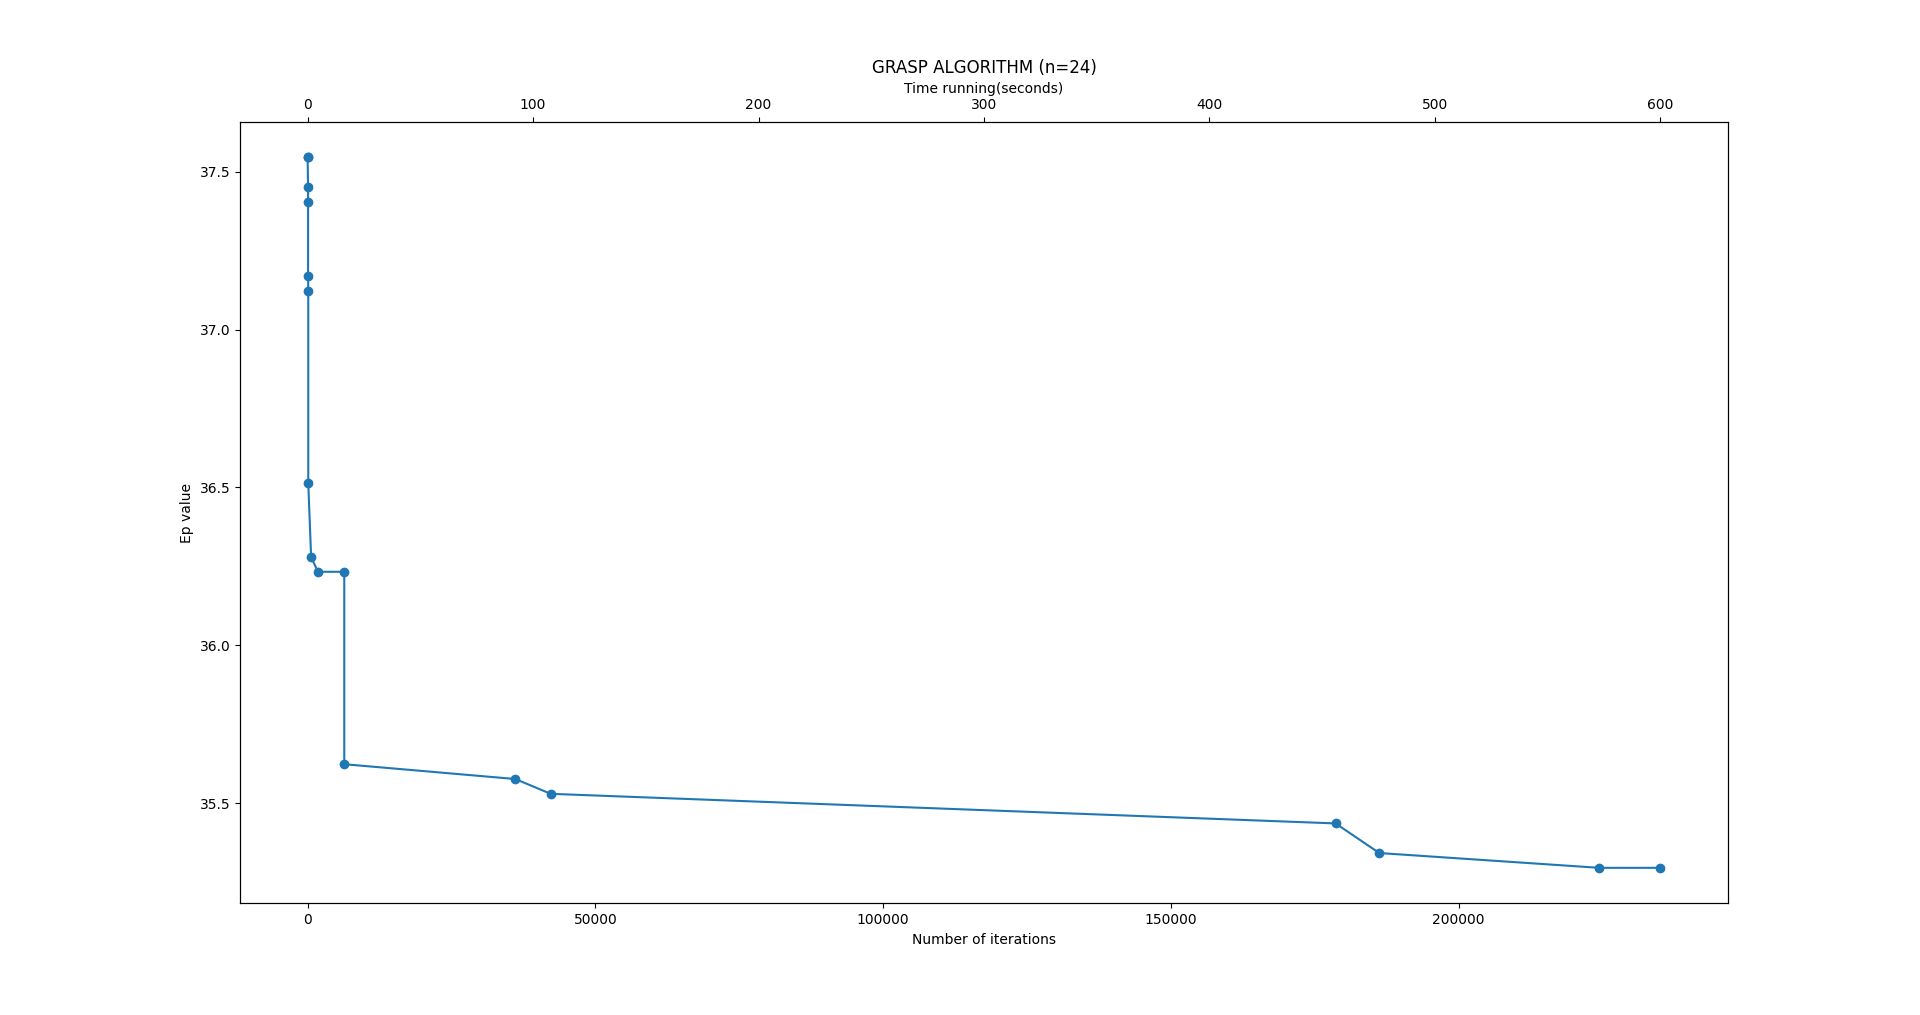 GRASP ALGORITHM (n=24)
Time running(seconds)
0 100 200 300 400 500 600
37.5
37.0
36.5
36.0
35.5
Ep value
0 50000 100000 150000 200000
Number of iterations